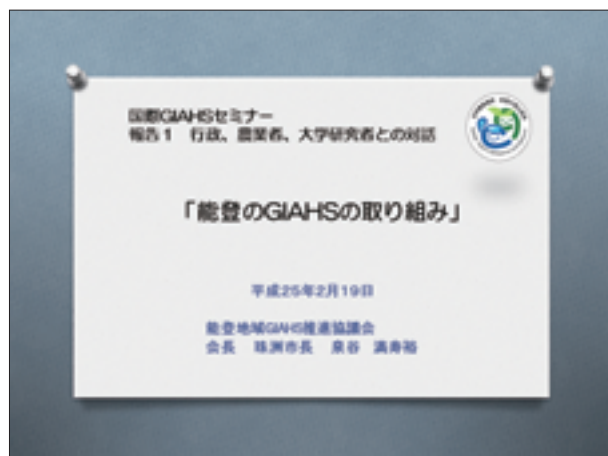 国際GIAHSセミナー
報告1 行政、農業者、大学研究者との対話
「能登のGIAHSの取り組み」
平成25年2月19日
能登地域GIAHS推進協議会
会長 珠洲市長 泉谷 満寿裕